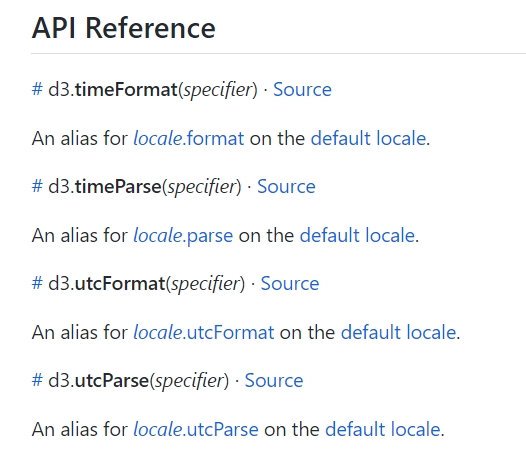 API Reference
# d3.timeFormat(specifier) · Source
An alias for locale.format on the default locale.
# d3.timeParse(specifier) · Source
An alias for locale.parse on the default locale.
# d3.utcFormat(specifier) · Source
An alias for locale.utcFormat on the default locale.
# d3.utcParse(specifier) · Source
An alias for locale.utcParse on the default locale.